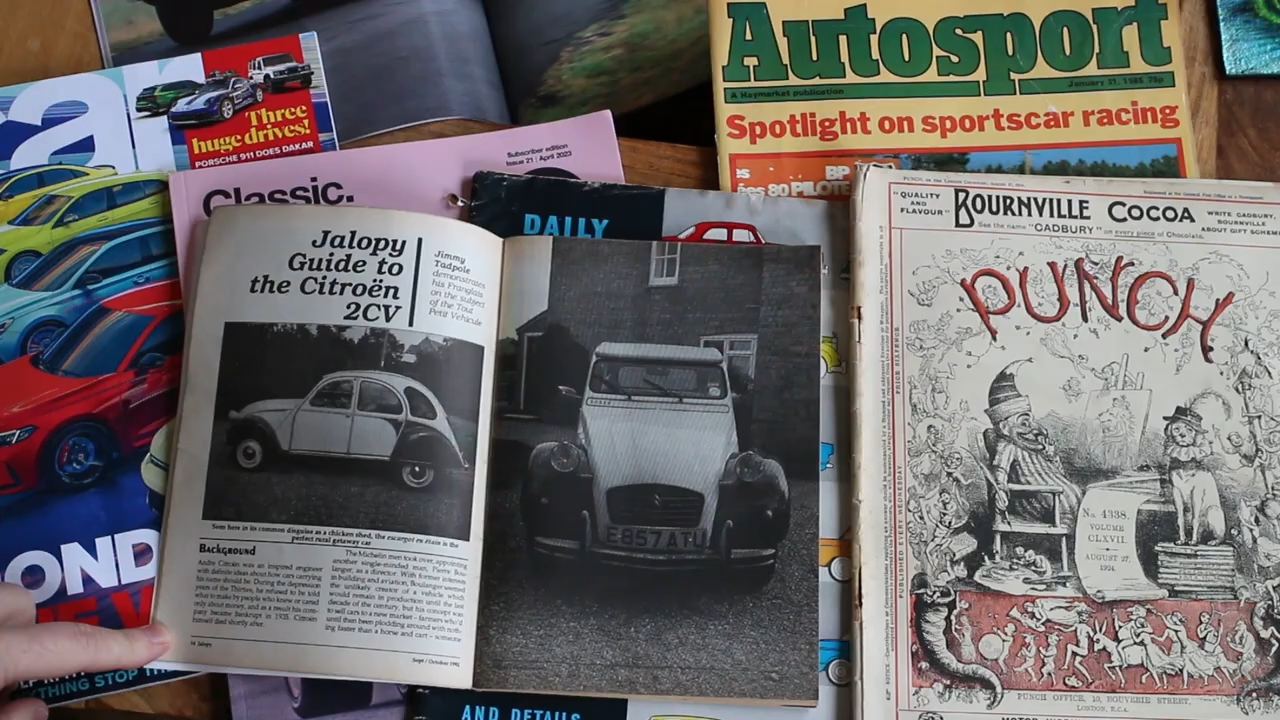 ar
Three
huge drives!
PORSCHE 911 DOES DAKAR
Subscriber edition
Issue 21 | April 2023
Classic.
Autosport
A Haymarket publication
January 31, 1985 75p
Spotlight on sportscar racing
BP
80 PILOTE
DAILY
AND DETAILS
Jalopy
Guide to
the Citroën
2CV
Jimmy
Tadpole
demonstrates
his Franglais
on the subject
of the Tout
Petit Vehicule
Seen here in its common disguise as a chicken shed, the escargot en étain is the
perfect rural getaway car
Background
Andre Citroën was an inspired engineer
with definite ideas about how cars carrying
his name should be. During the depression
years of the Thirties, he refused to be told
what to make by people who knew or cared
only about money, and as a result his com-
pany became bankrupt in 1935. Citroën
himself died shortly after.
The Michelin men took over, appointing
another single-minded man, Pierre Bou-
langer, as a director. With former interests
in building and aviation, Boulanger seemed
the unlikely creator of a vehicle which
would remain in production until the last
decade of the century, but his concept was
to sell cars to a new market - farmers who'd
until then been plodding around with noth-
ing faster than a horse and cart - someone
Jalopy
Sept / October 1992
E857 ATU
OND
THING STOP TH
"QUALITY
AND
FLAVOUR"
BOURNVILLE COCOA
See the name "CADBURY" on every piece of Chocolate.
WRITE CADBURY,
BOURNVILLE
ABOUT GIFT SCHEME
PUNCH
PRICE SIXPENCE.
PUBLISHED EVERY WEDNESDAY.
No. 4338.
VOLUME
CLXVII.
AUGUST 27,
1924.
PUNCH OFFICE, 10, BOUVERIE STREET,
LONDON, E.C.4.